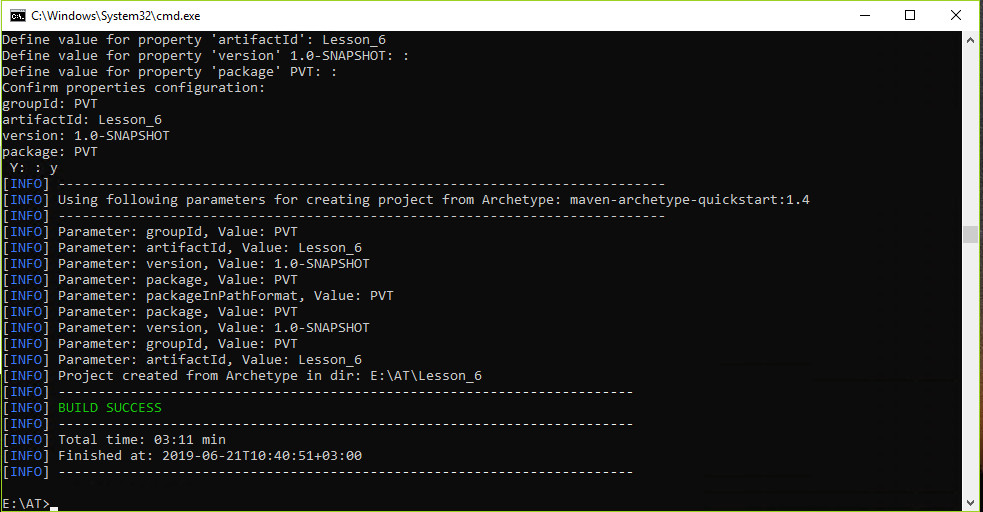 C:\Windows\System32\cmd.exe
Define value for property 'artifactId': Lesson_6
Define value for property 'version' 1.0-SNAPSHOT: :
Define value for property 'package' PVT: :
Confirm properties configuration:
groupId: PVT
artifactId: Lesson_6
version: 1.0-SNAPSHOT
package: PVT
 Y: : y
[INFO] ----------------------------------------------------------------------------
[INFO] Using following parameters for creating project from Archetype: maven-archetype-quickstart:1.4
[INFO] ----------------------------------------------------------------------------
[INFO] Parameter: groupId, Value: PVT
[INFO] Parameter: artifactId, Value: Lesson_6
[INFO] Parameter: version, Value: 1.0-SNAPSHOT
[INFO] Parameter: package, Value: PVT
[INFO] Parameter: packageInPathFormat, Value: PVT
[INFO] Parameter: package, Value: PVT
[INFO] Parameter: version, Value: 1.0-SNAPSHOT
[INFO] Parameter: groupId, Value: PVT
[INFO] Parameter: artifactId, Value: Lesson_6
[INFO] Project created from Archetype in dir: E:\AT\Lesson_6
[INFO] ------------------------------------------------------------------------
[INFO] BUILD SUCCESS
[INFO] ------------------------------------------------------------------------
[INFO] Total time: 03:11 min
[INFO] Finished at: 2019-06-21T10:40:51+03:00
[INFO] ------------------------------------------------------------------------
E:\AT>